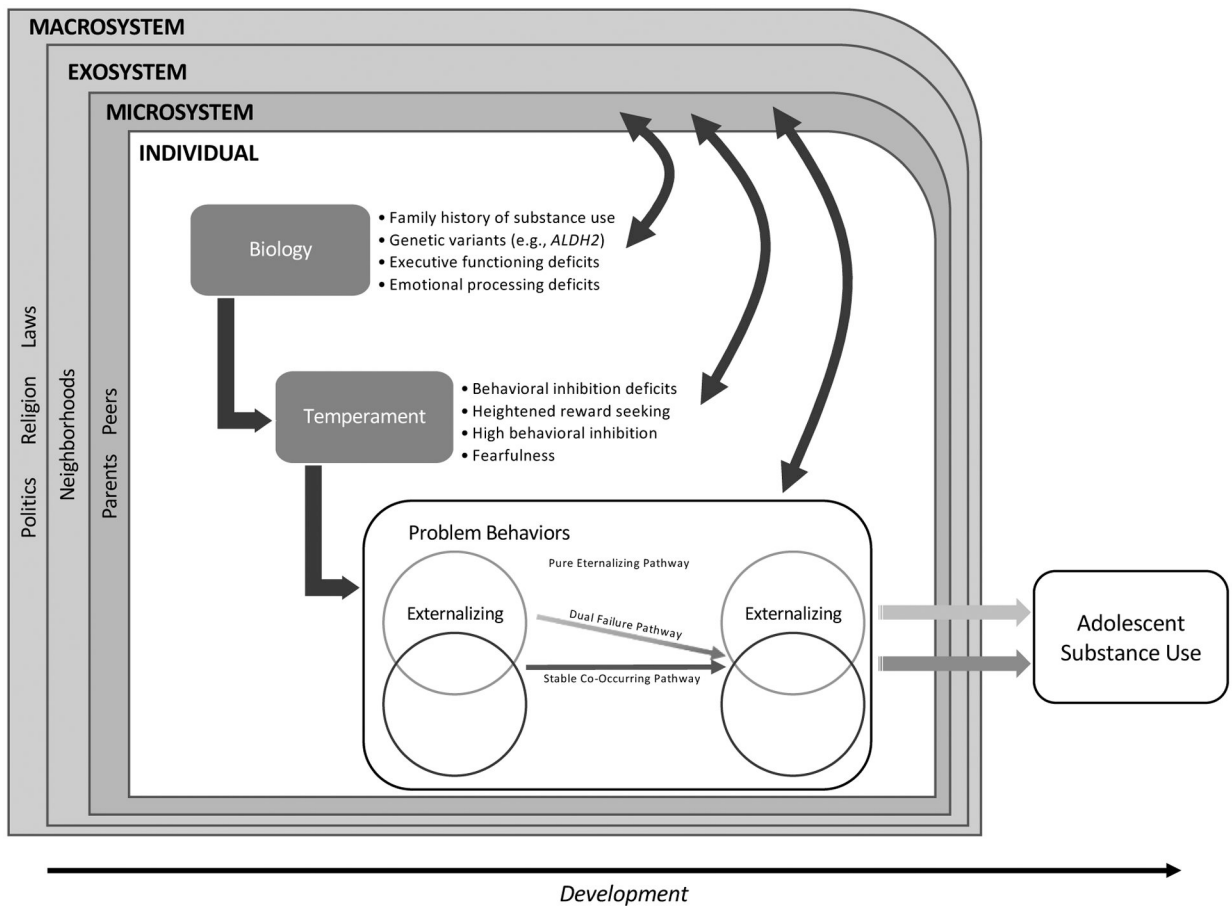 MACROSYSTEM
EXOSYSTEM
MICROSYSTEM
INDIVIDUAL
Biology
• Family history of substance use
• Genetic variants (e.g., ALDH2)
• Executive functioning deficits
• Emotional processing deficits
Temperament
• Behavioral inhibition deficits
• Heightened reward seeking
• High behavioral inhibition
• Fearfulness
Politics Religion Laws
Neighborhoods
Parents Peers
Problem Behaviors
Pure Eternalizing Pathway
Externalizing
Dual Failure Pathway
Externalizing
Stable Co-Occurring Pathway
Adolescent
Substance Use
Development